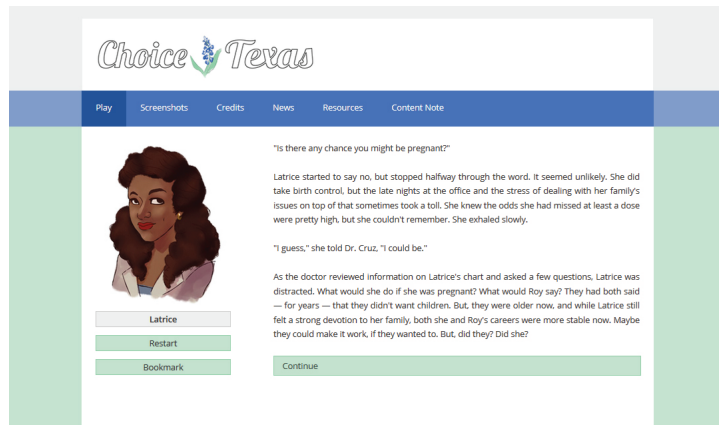 Choice Texas
Play Screenshots Credits News Resources Content Note
"Is there any chance you might be pregnant?"
Latrice started to say no, but stopped halfway through the word. It seemed unlikely. She did
take birth control, but the late nights at the office and the stress of dealing with her family's
issues on top of that sometimes took a toll. She knew the odds she had missed at least a dose
were pretty high, but she couldn't remember. She exhaled slowly.
"I guess," she told Dr. Cruz, "I could be."
As the doctor reviewed information on Latrice's chart and asked a few questions, Latrice was
distracted. What would she do if she was pregnant? What would Roy say? They had both said
— for years — that they didn't want children. But, they were older now, and while Latrice still
felt a strong devotion to her family, both she and Roy's careers were more stable now. Maybe
they could make it work, if they wanted to. But, did they? Did she?
Continue
Latrice
Restart
Bookmark